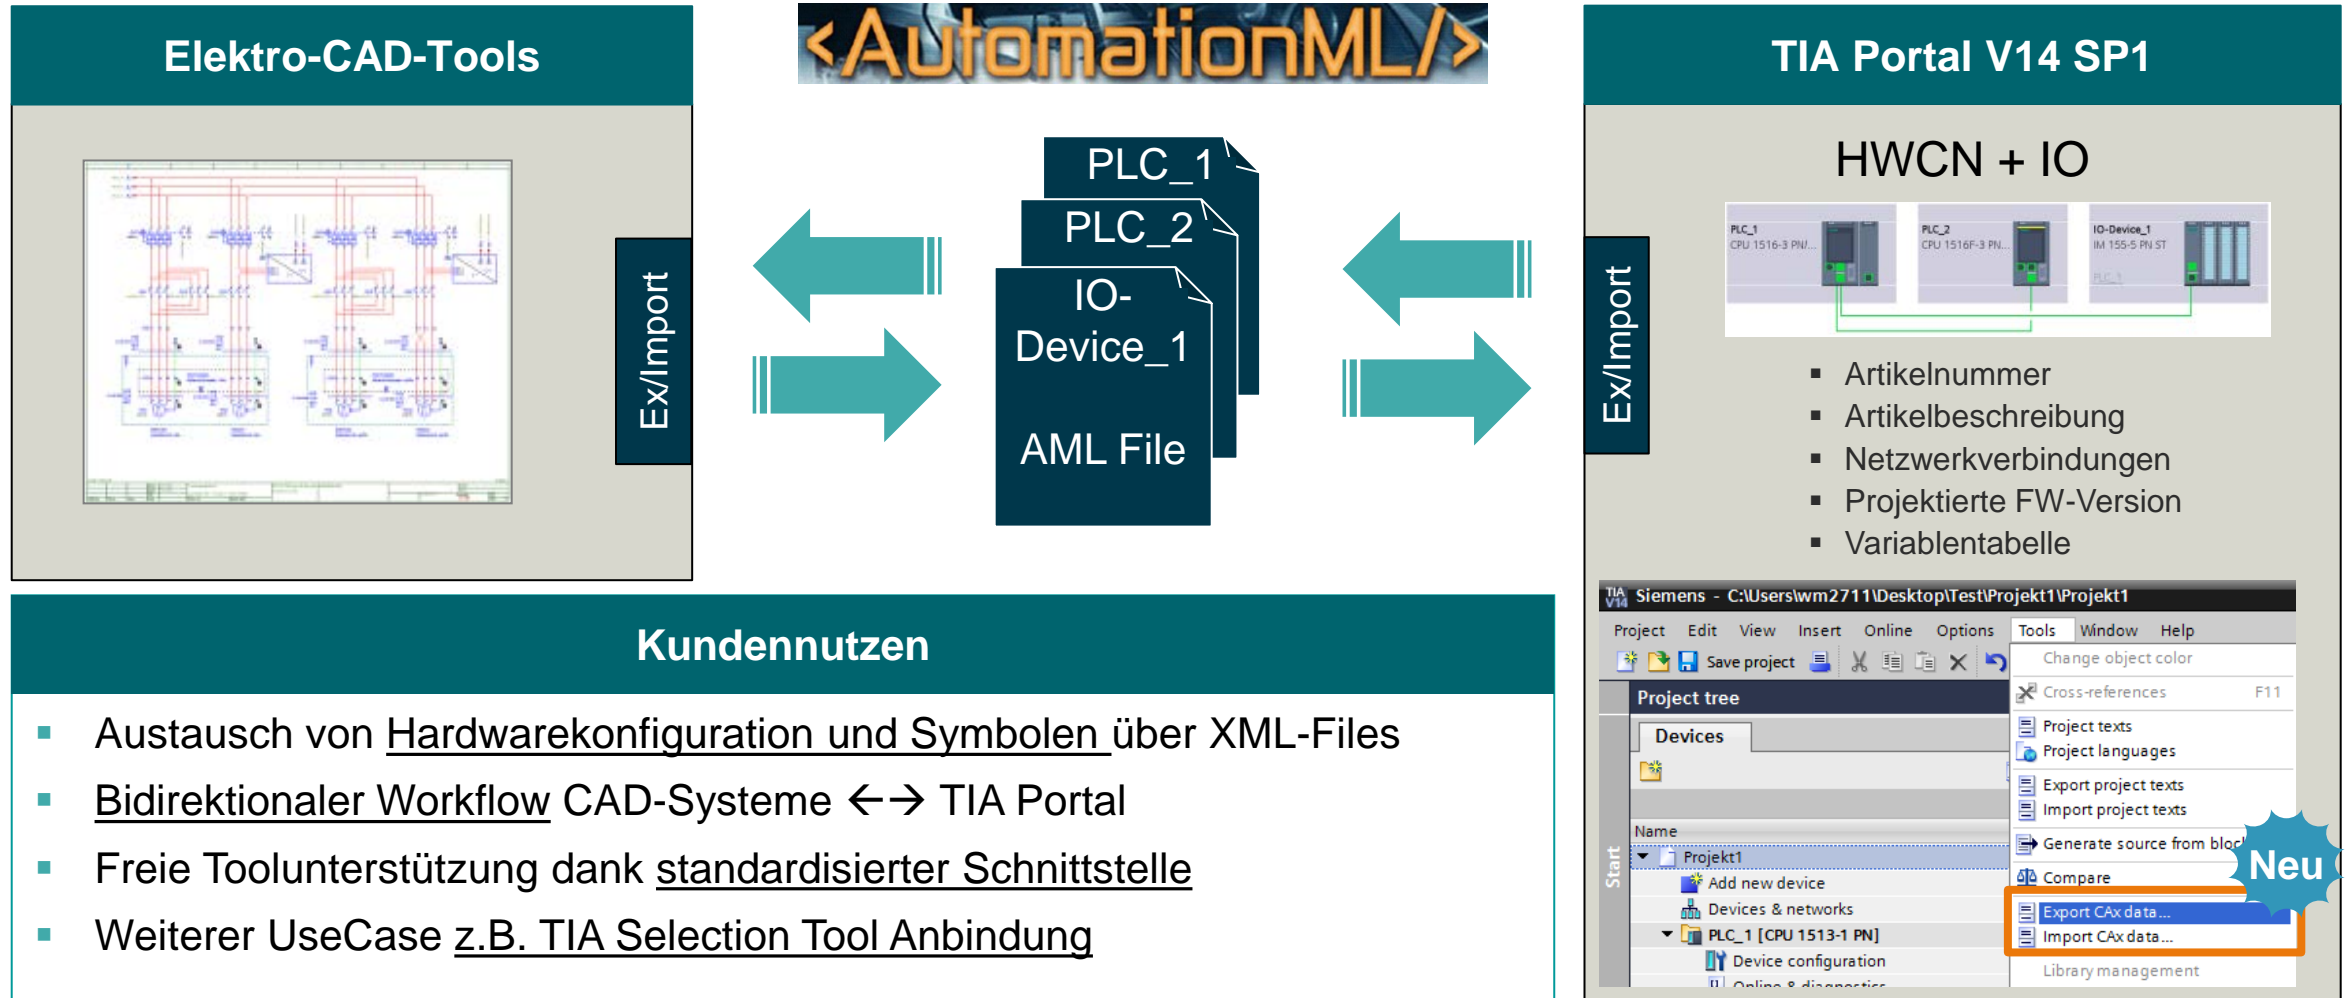 Elektro-CAD-Tools
Ex/Import
<AutomationML/>
PLC_1
PLC_2
IO-
Device_1
AML File
TIA Portal V14 SP1
HWCN + IO
PLC_1
CPU 1516-3 PN/...
PLC_2
CPU 1516F-3 PN...
IO-Device_1
IM 155-5 PN ST
PLC_1
Ex/Import
▪ Artikelnummer
▪ Artikelbeschreibung
▪ Netzwerkverbindungen
▪ Projektierte FW-Version
▪ Variablentabelle
Kundennutzen
▪ Austausch von Hardwarekonfiguration und Symbolen über XML-Files
▪ Bidirektionaler Workflow CAD-Systeme ←→ TIA Portal
▪ Freie Toolunterstützung dank standardisierter Schnittstelle
▪ Weiterer UseCase z.B. TIA Selection Tool Anbindung
TIA V14 Siemens - C:\Users\wm2711\Desktop\Test\Projekt1\Projekt1
Project Edit View Insert Online Options Tools Window Help
Save project
Project tree
Devices
Name
Start
Projekt1
Add new device
Devices & networks
PLC_1 [CPU 1513-1 PN]
Device configuration
Online & diagnostics
Change object color
Cross-references F11
Project texts
Project languages
Export project texts
Import project texts
Generate source from bloc
Compare
Export CAx data...
Import CAx data...
Library management
Neu